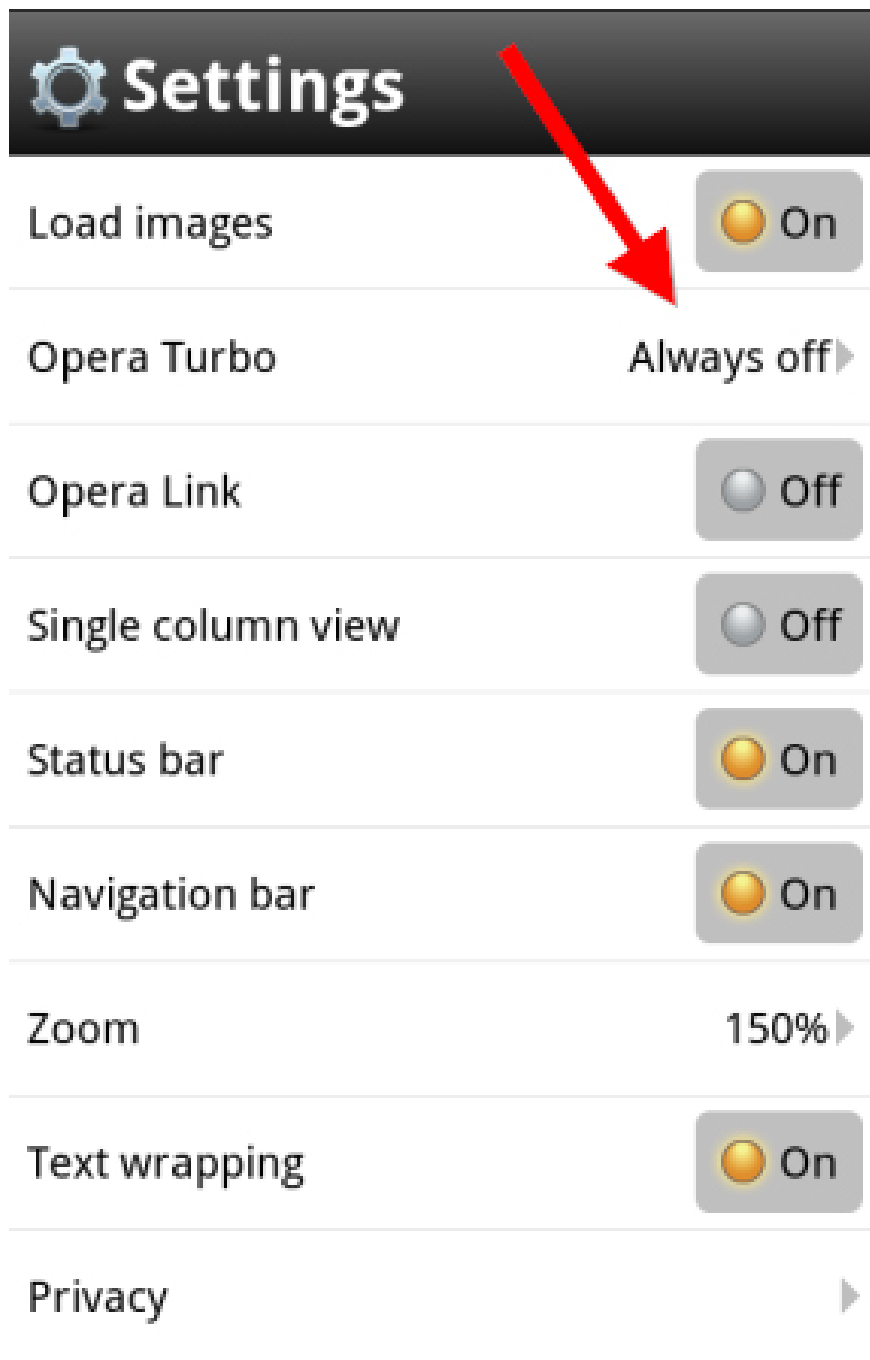 Settings
Load images On
Opera Turbo Always off
Opera Link Off
Single column view Off
Status bar On
Navigation bar On
Zoom 150%
Text wrapping On
Privacy